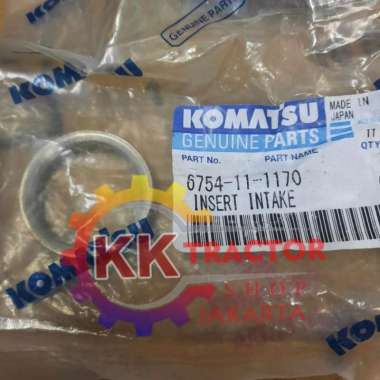 KOMATSU
GENUINE
PARTS
KOMATSU
KOMATSU
GENUINE PARTS
MADE IN
JAPAN
PART No.
PART NAME
QTY
6754-11-1170
INSERT INTAKE
KK TRACTOR
SHOP
JAKARTA
KOMATSU
KOMATSU